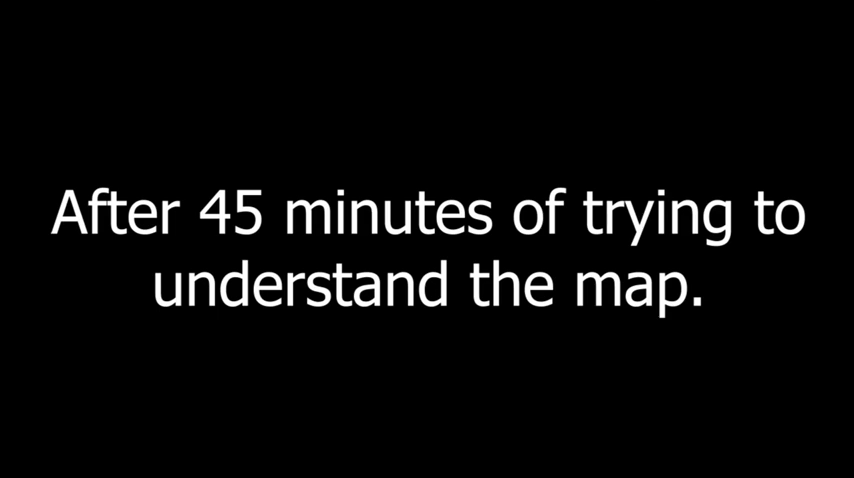 After 45 minutes of trying to
understand the map.